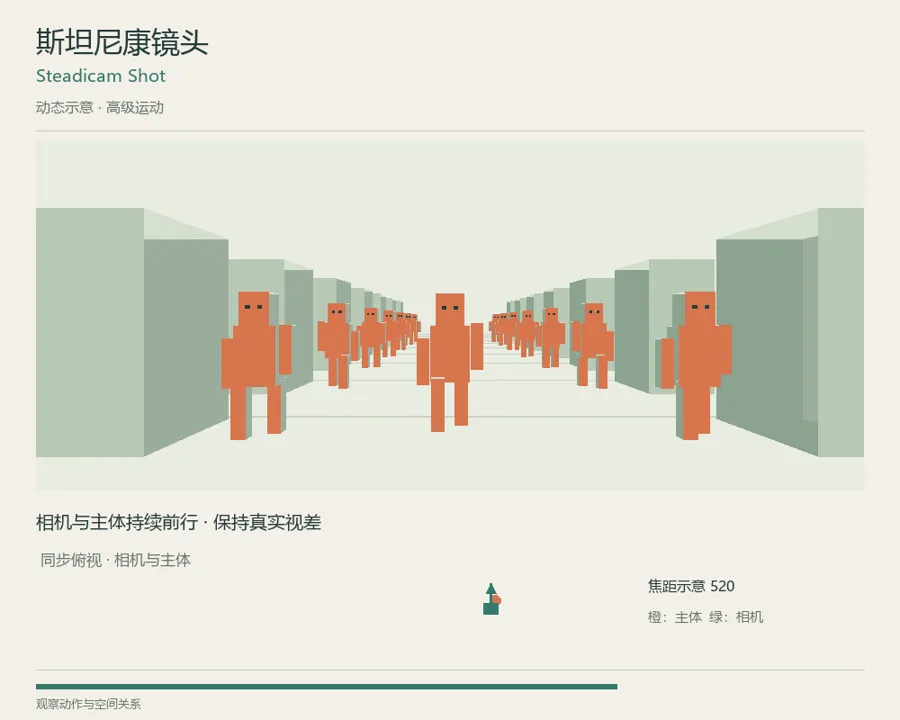 斯坦尼康镜头
Steadicam Shot
动态示意 · 高级运动
相机与主体持续前行 · 保持真实视差
同步俯视 · 相机与主体
焦距示意 520
橙：主体 绿：相机
观察动作与空间关系